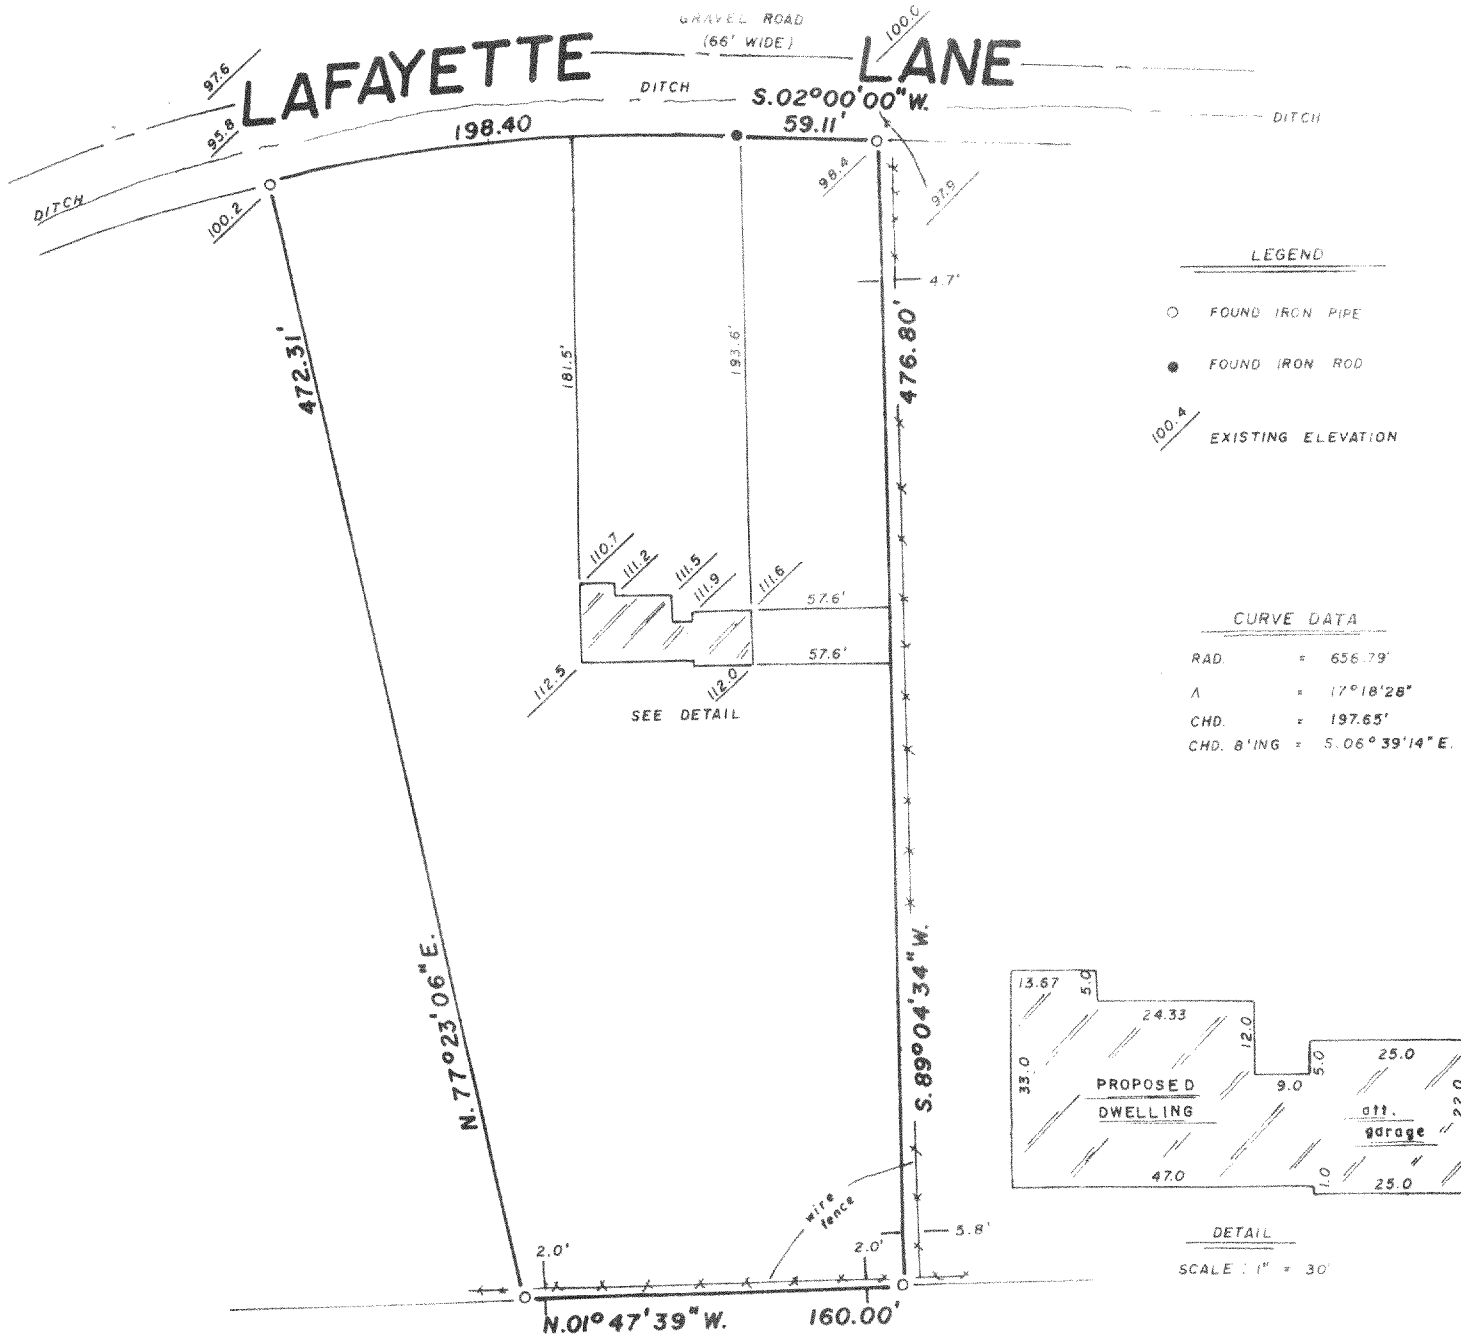 GRAVEL ROAD
(66' WIDE)
100.0
97.6
LAFAYETTE LANE
95.8
DITCH
S.02°00'00"W.
DITCH
198.40
59.11'
98.4
97.9
DITCH
100.2
4.7'
472.31'
181.5'
193.6'
476.80'
LEGEND
FOUND IRON PIPE
FOUND IRON ROD
100.4 EXISTING ELEVATION
110.7
111.2
111.5
111.9
111.6
57.6'
57.6'
112.5
112.0
SEE DETAIL
CURVE DATA
RAD. = 656.79'
Δ = 17°18'28"
CHD. = 197.65'
CHD. B'ING = S.06°39'14"E.
N.77°23'06"E.
S.89°04'34"W.
13.67
5.0
24.33
12.0
5.0
25.0
33.0
PROPOSED
DWELLING
9.0
22.0
att.
garage
47.0
1.0
25.0
DETAIL
SCALE : 1" = 30'
wire
fence
5.8'
2.0'
2.0'
N.01°47'39"W.
160.00'